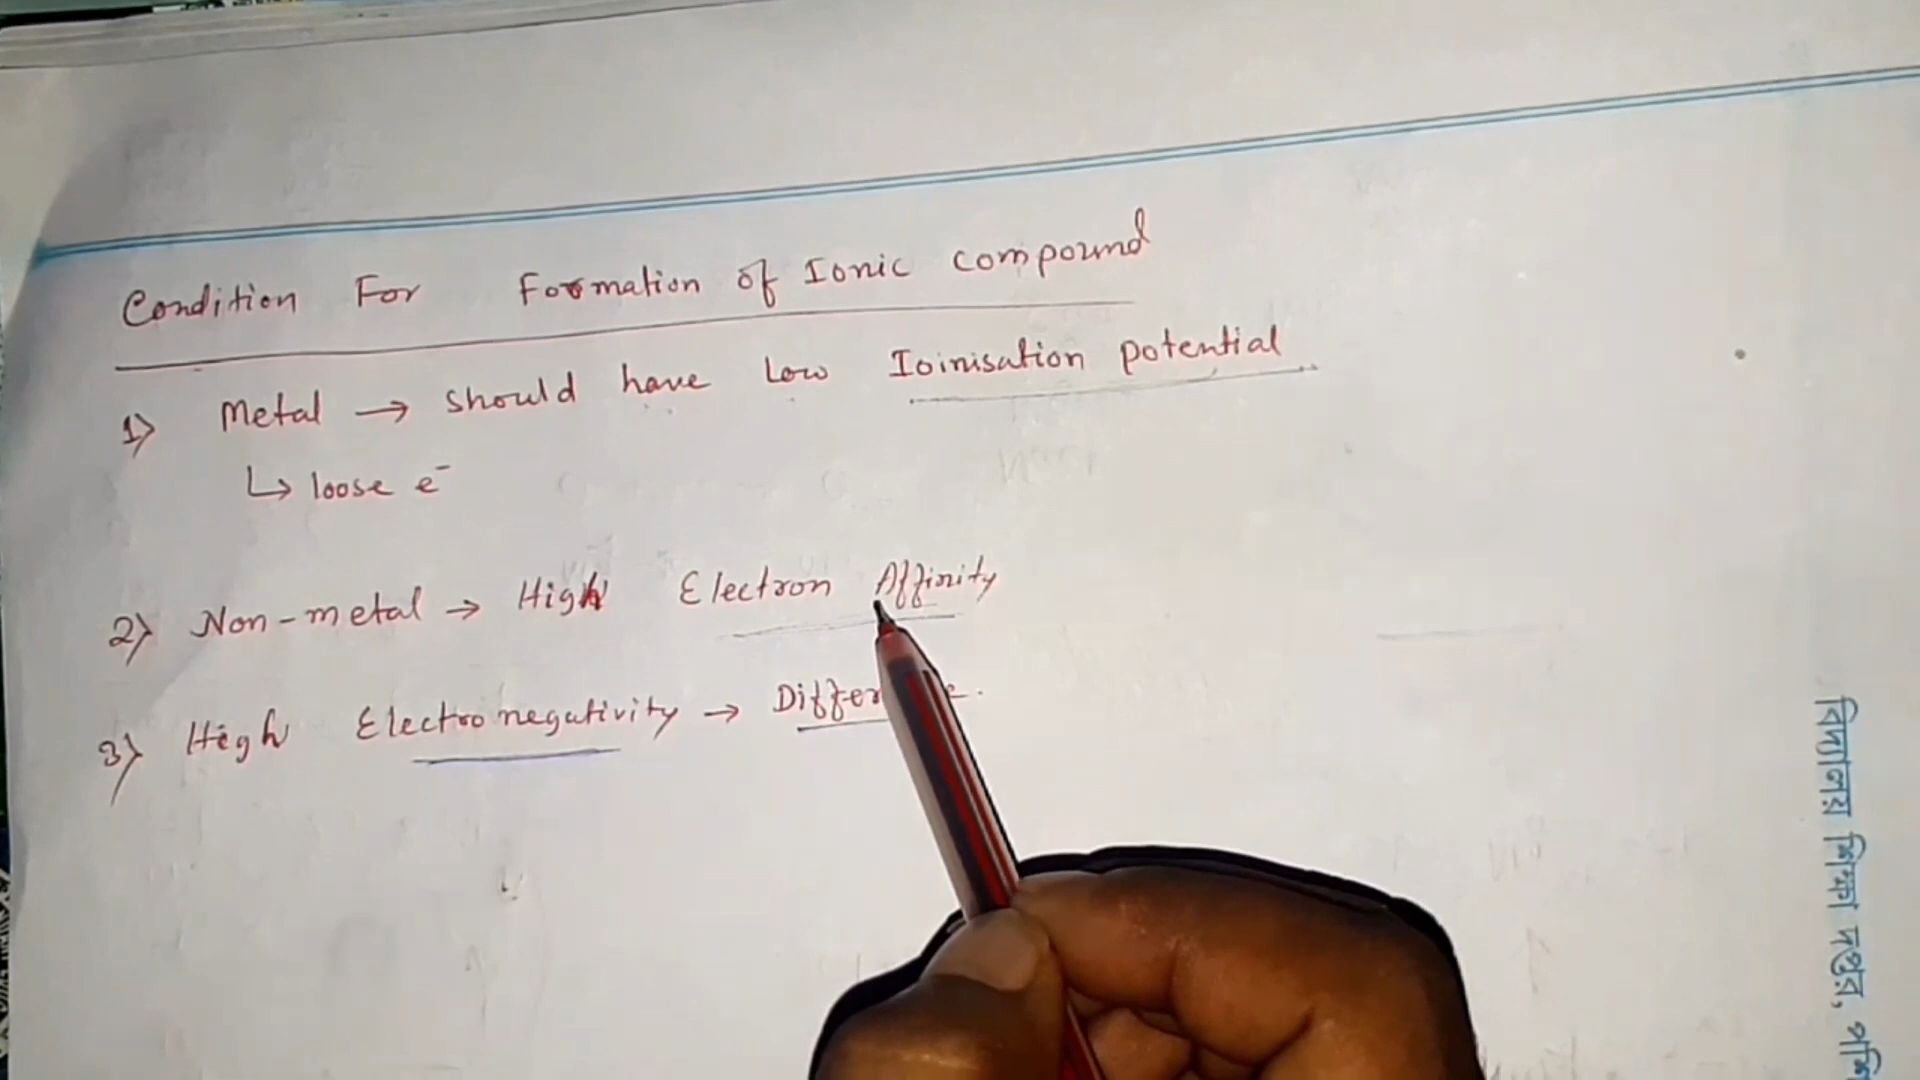 Condition For Formation of Ionic compound
1) Metal → should have Low Ioinisation potential
↳ loose e⁻
2) Non-metal → High Electron Affinity
3) High Electronegativity →
বিদ্যালয় শিক্ষা দপ্তর,